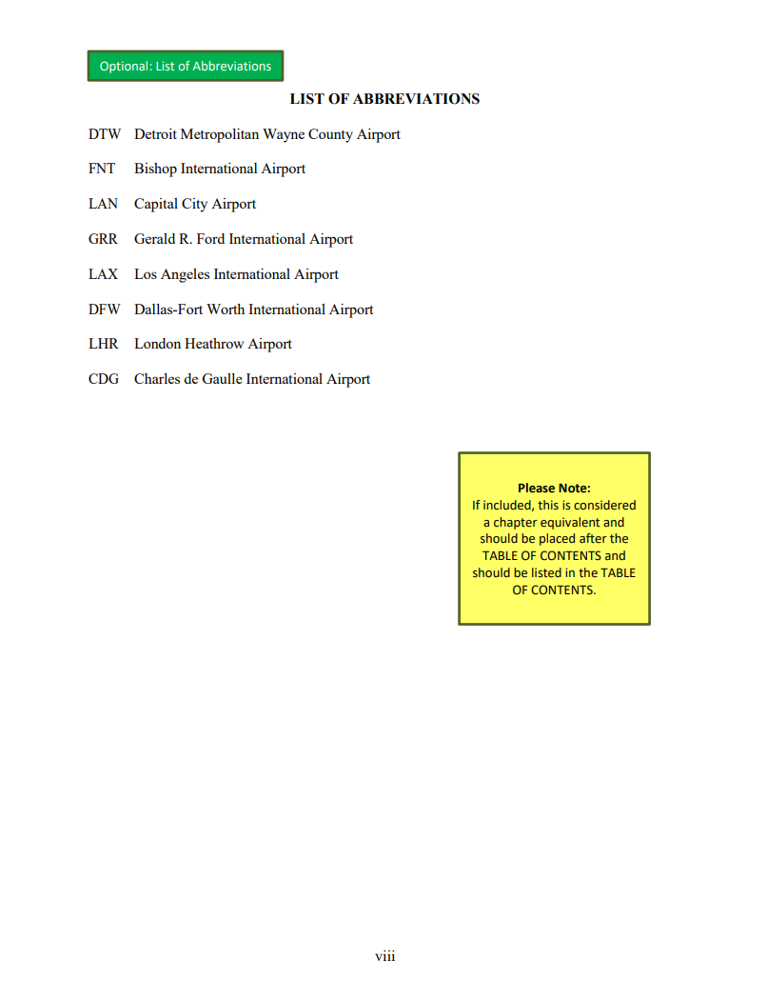 Optional: List of Abbreviations
LIST OF ABBREVIATIONS
DTW Detroit Metropolitan Wayne County Airport
FNT Bishop International Airport
LAN Capital City Airport
GRR Gerald R. Ford International Airport
LAX Los Angeles International Airport
DFW Dallas-Fort Worth International Airport
LHR London Heathrow Airport
CDG Charles de Gaulle International Airport
Please Note:
If included, this is considered
a chapter equivalent and
should be placed after the
TABLE OF CONTENTS and
should be listed in the TABLE
OF CONTENTS.
viii